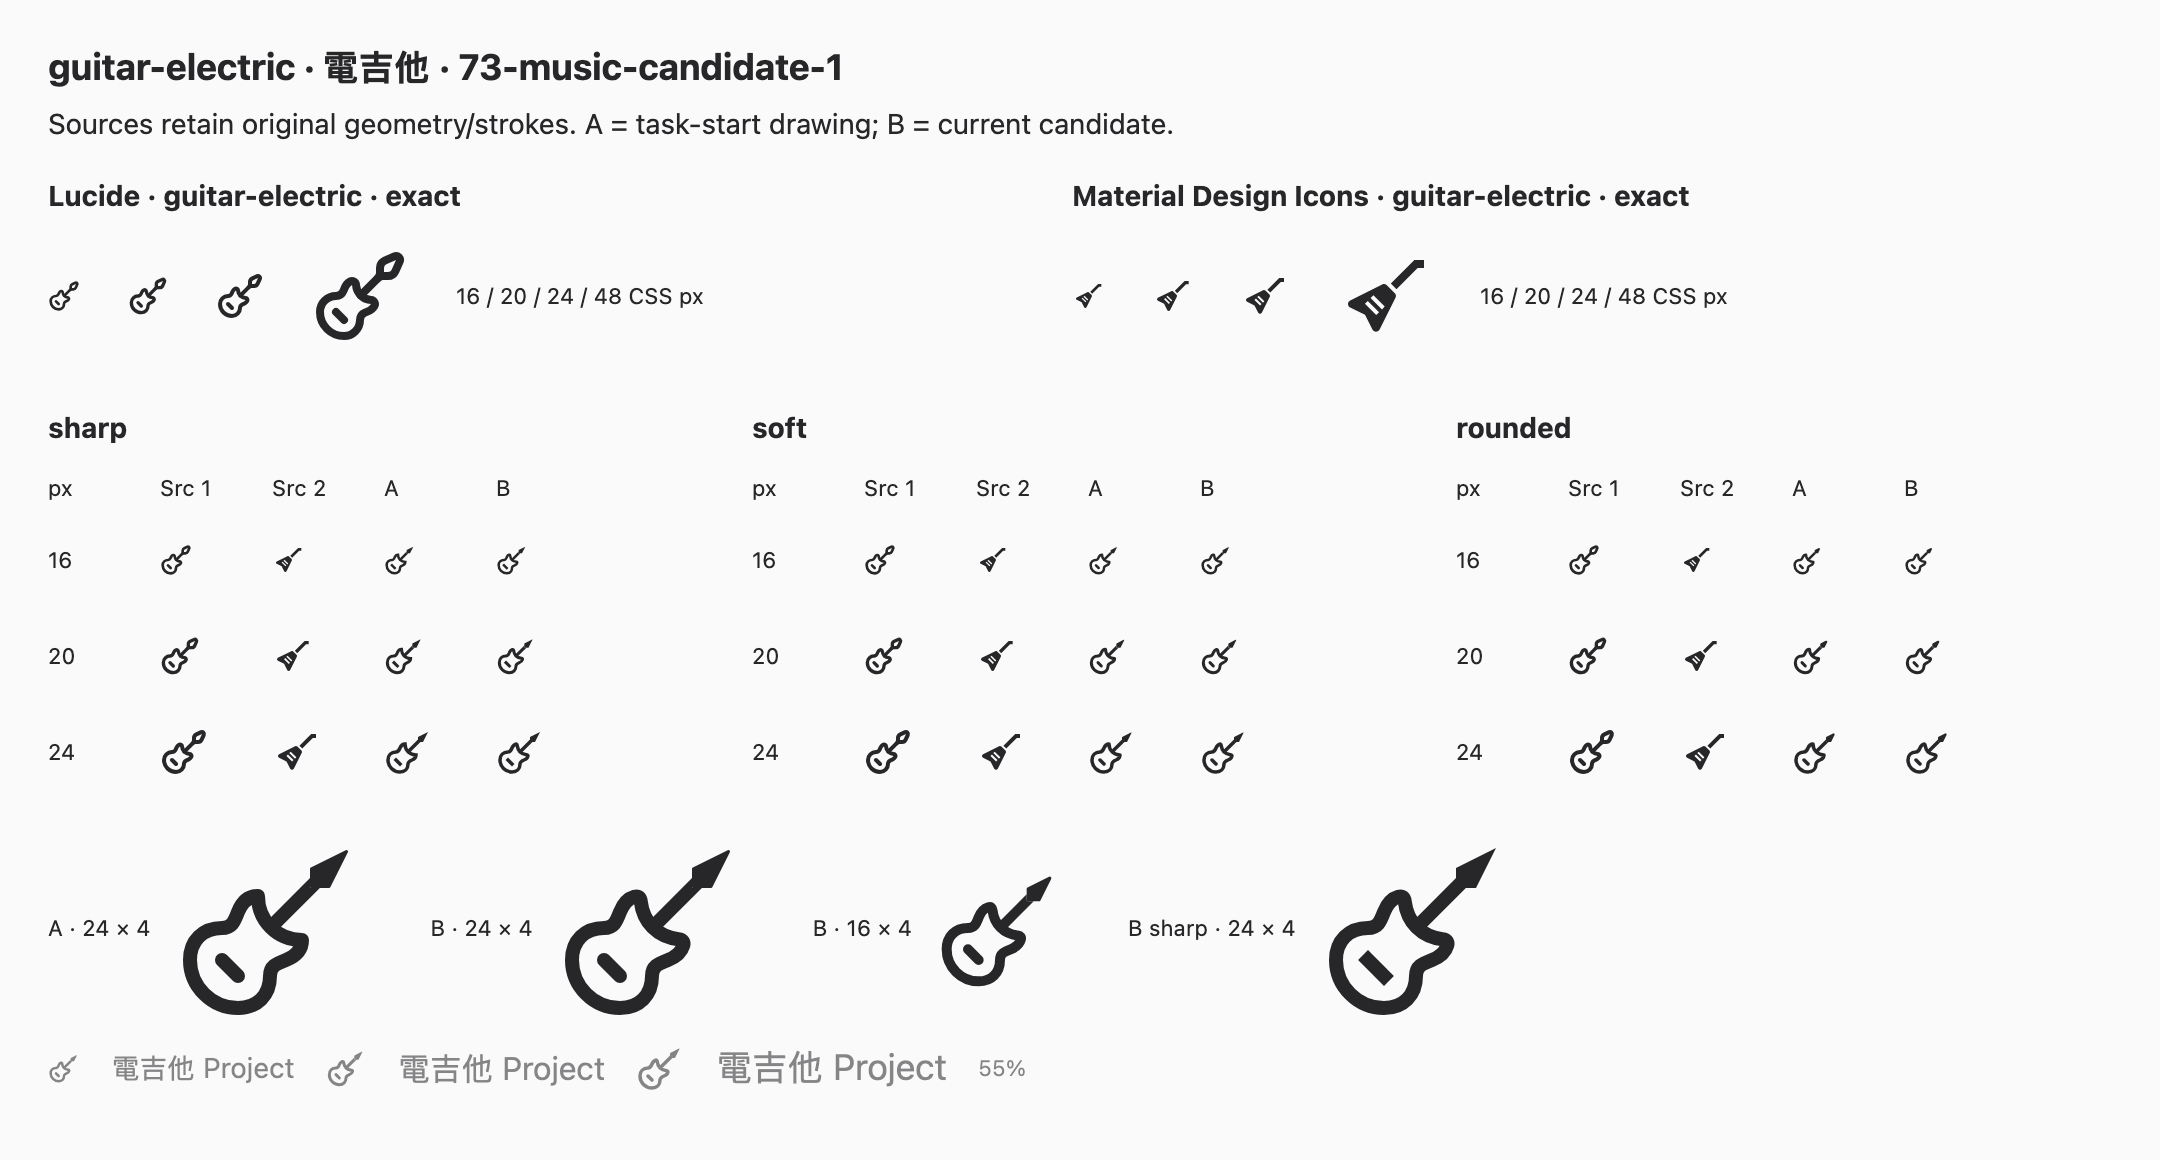 guitar-electric · 電吉他 · 73-music-candidate-1
Sources retain original geometry/strokes. A = task-start drawing; B = current candidate.
Lucide · guitar-electric · exact
16 / 20 / 24 / 48 CSS px
Material Design Icons · guitar-electric · exact
16 / 20 / 24 / 48 CSS px
sharp
px Src 1 Src 2 A B
16
20
24
soft
px Src 1 Src 2 A B
16
20
24
rounded
px Src 1 Src 2 A B
16
20
24
A · 24 × 4
B · 24 × 4
B · 16 × 4
B sharp · 24 × 4
電吉他 Project 電吉他 Project 電吉他 Project 55%